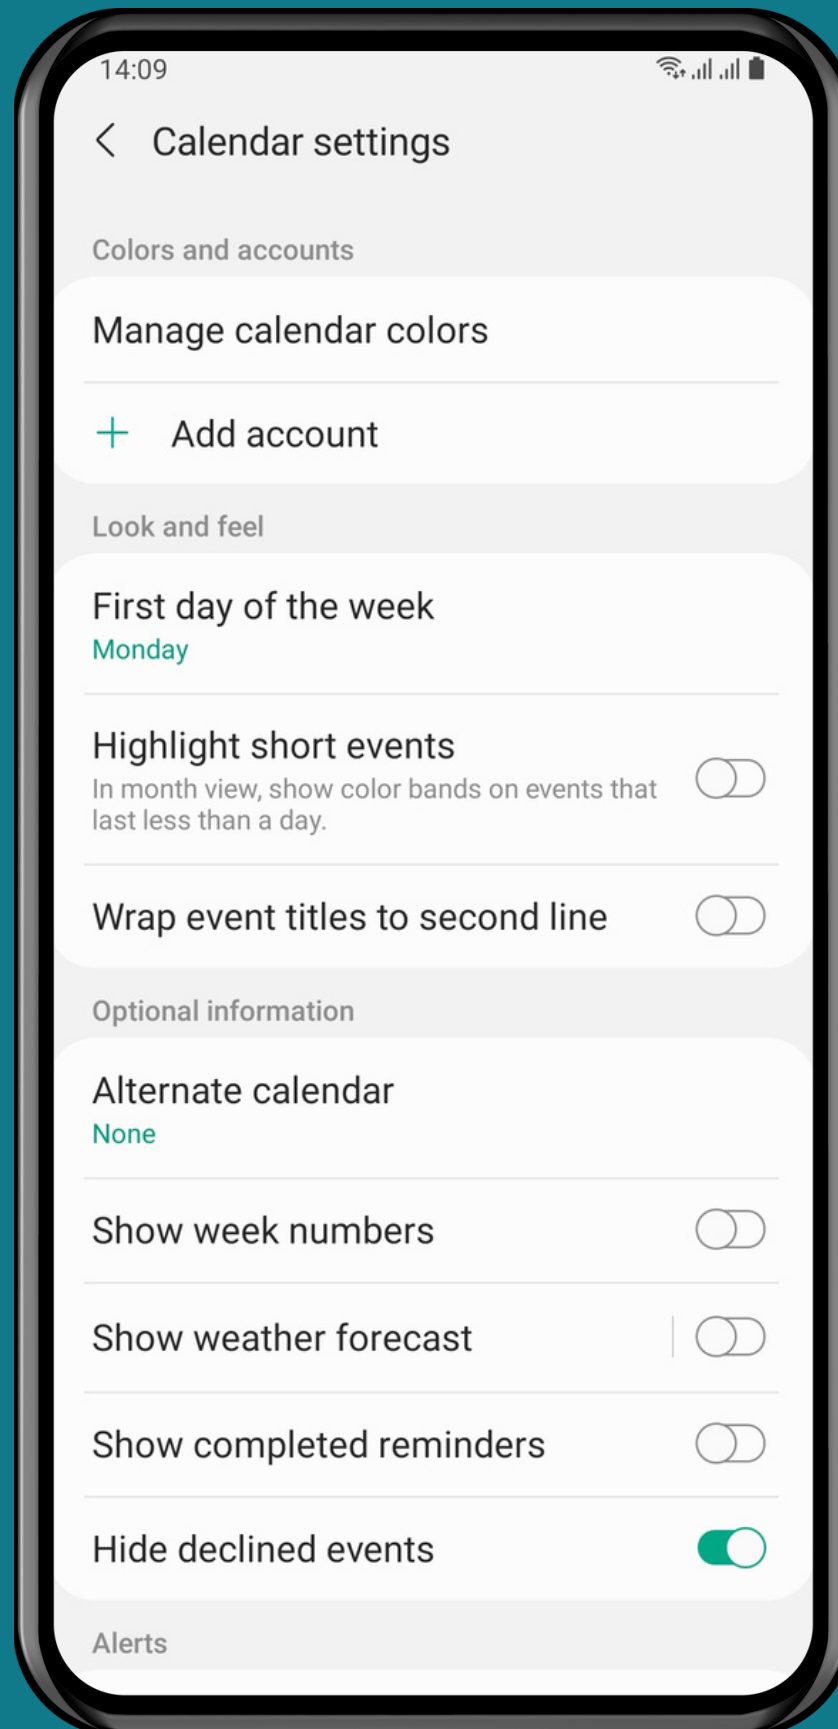 14:09
Calendar settings
Colors and accounts
Manage calendar colors
Add account
Look and feel
First day of the week
Monday
Highlight short events
In month view, show color bands on events that
last less than a day.
Wrap event titles to second line
Optional information
Alternate calendar
None
Show week numbers
Show weather forecast
Show completed reminders
Hide declined events
Alerts